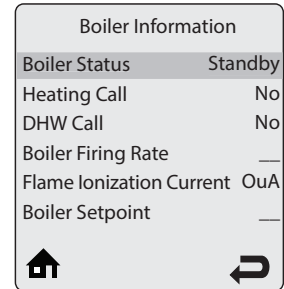 Boiler Information
Boiler Status Standby
Heating Call No
DHW Call No
Boiler Firing Rate __
Flame Ionization Current OuA
Boiler Setpoint __